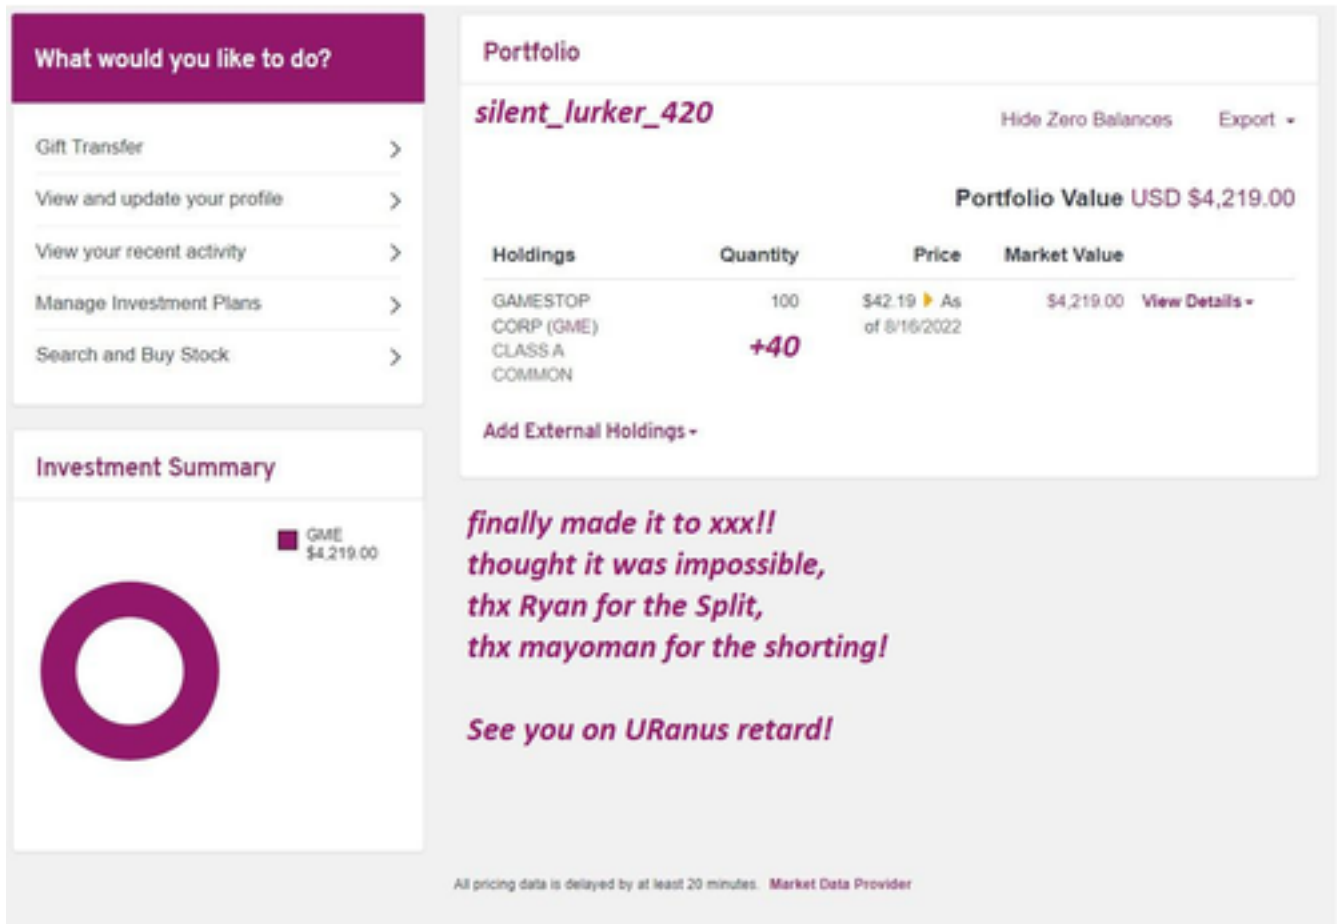 What would you like to do?
Gift Transfer
View and update your profile
View your recent activity
Manage Investment Plans
Search and Buy Stock
Investment Summary
GME
$4,219.00
Portfolio
silent_lurker_420
Hide Zero Balances Export
Portfolio Value USD $4,219.00
Holdings Quantity Price Market Value
GAMESTOP 100 $42.19 As $4,219.00 View Details
CORP (GME) of 8/16/2022
CLASS A +40
COMMON
Add External Holdings
finally made it to xxx!!
thought it was impossible,
thx Ryan for the Split,
thx mayoman for the shorting!
See you on URanus retard!
All pricing data is delayed by at least 20 minutes. Market Data Provider